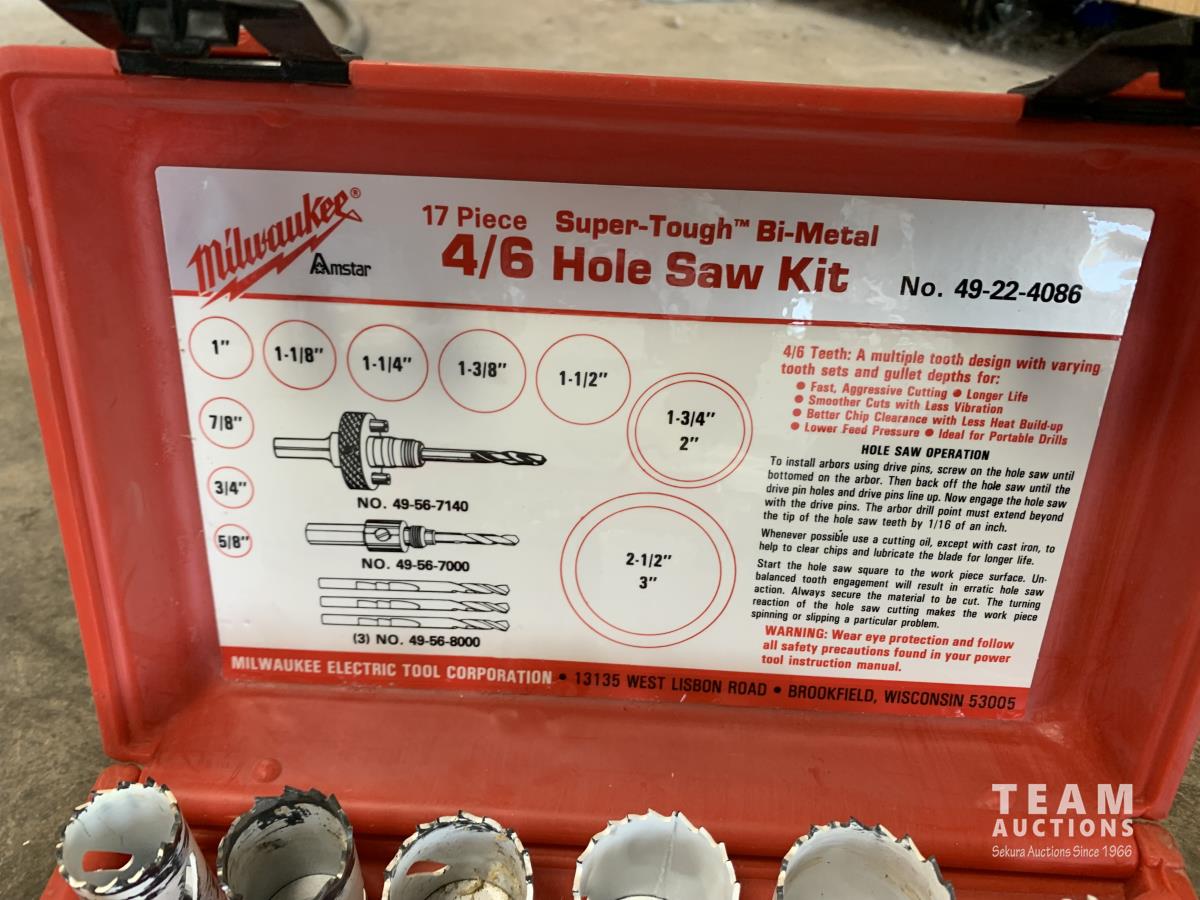 Milwaukee®
Amstar
17 Piece Super-Tough™ Bi-Metal
4/6 Hole Saw Kit
No. 49-22-4086
1"
1-1/8"
1-1/4"
1-3/8"
1-1/2"
1-3/4"
2"
7/8"
3/4"
5/8"
NO. 49-56-7140
NO. 49-56-7000
(3) NO. 49-56-8000
2-1/2"
3"
4/6 Teeth: A multiple tooth design with varying
tooth sets and gullet depths for:
• Fast, Aggressive Cutting • Longer Life
• Smoother Cuts with Less Vibration
• Better Chip Clearance with Less Heat Build-up
• Lower Feed Pressure • Ideal for Portable Drills
HOLE SAW OPERATION
To install arbors using drive pins, screw on the hole saw until
bottomed on the arbor. Then back off the hole saw until the
drive pin holes and drive pins line up. Now engage the hole saw
with the drive pins. The arbor drill point must extend beyond
the tip of the hole saw teeth by 1/16 of an inch.
Whenever possible use a cutting oil, except with cast iron, to
help to clear chips and lubricate the blade for longer life.
Start the hole saw square to the work piece surface. Un-
balanced tooth engagement will result in erratic hole saw
action. Always secure the material to be cut. The turning
reaction of the hole saw cutting makes the work piece
spinning or slipping a particular problem.
WARNING: Wear eye protection and follow
all safety precautions found in your power
tool instruction manual.
MILWAUKEE ELECTRIC TOOL CORPORATION • 13135 WEST LISBON ROAD • BROOKFIELD, WISCONSIN 53005
TEAM
AUCTIONS
Sekura Auctions Since 1966